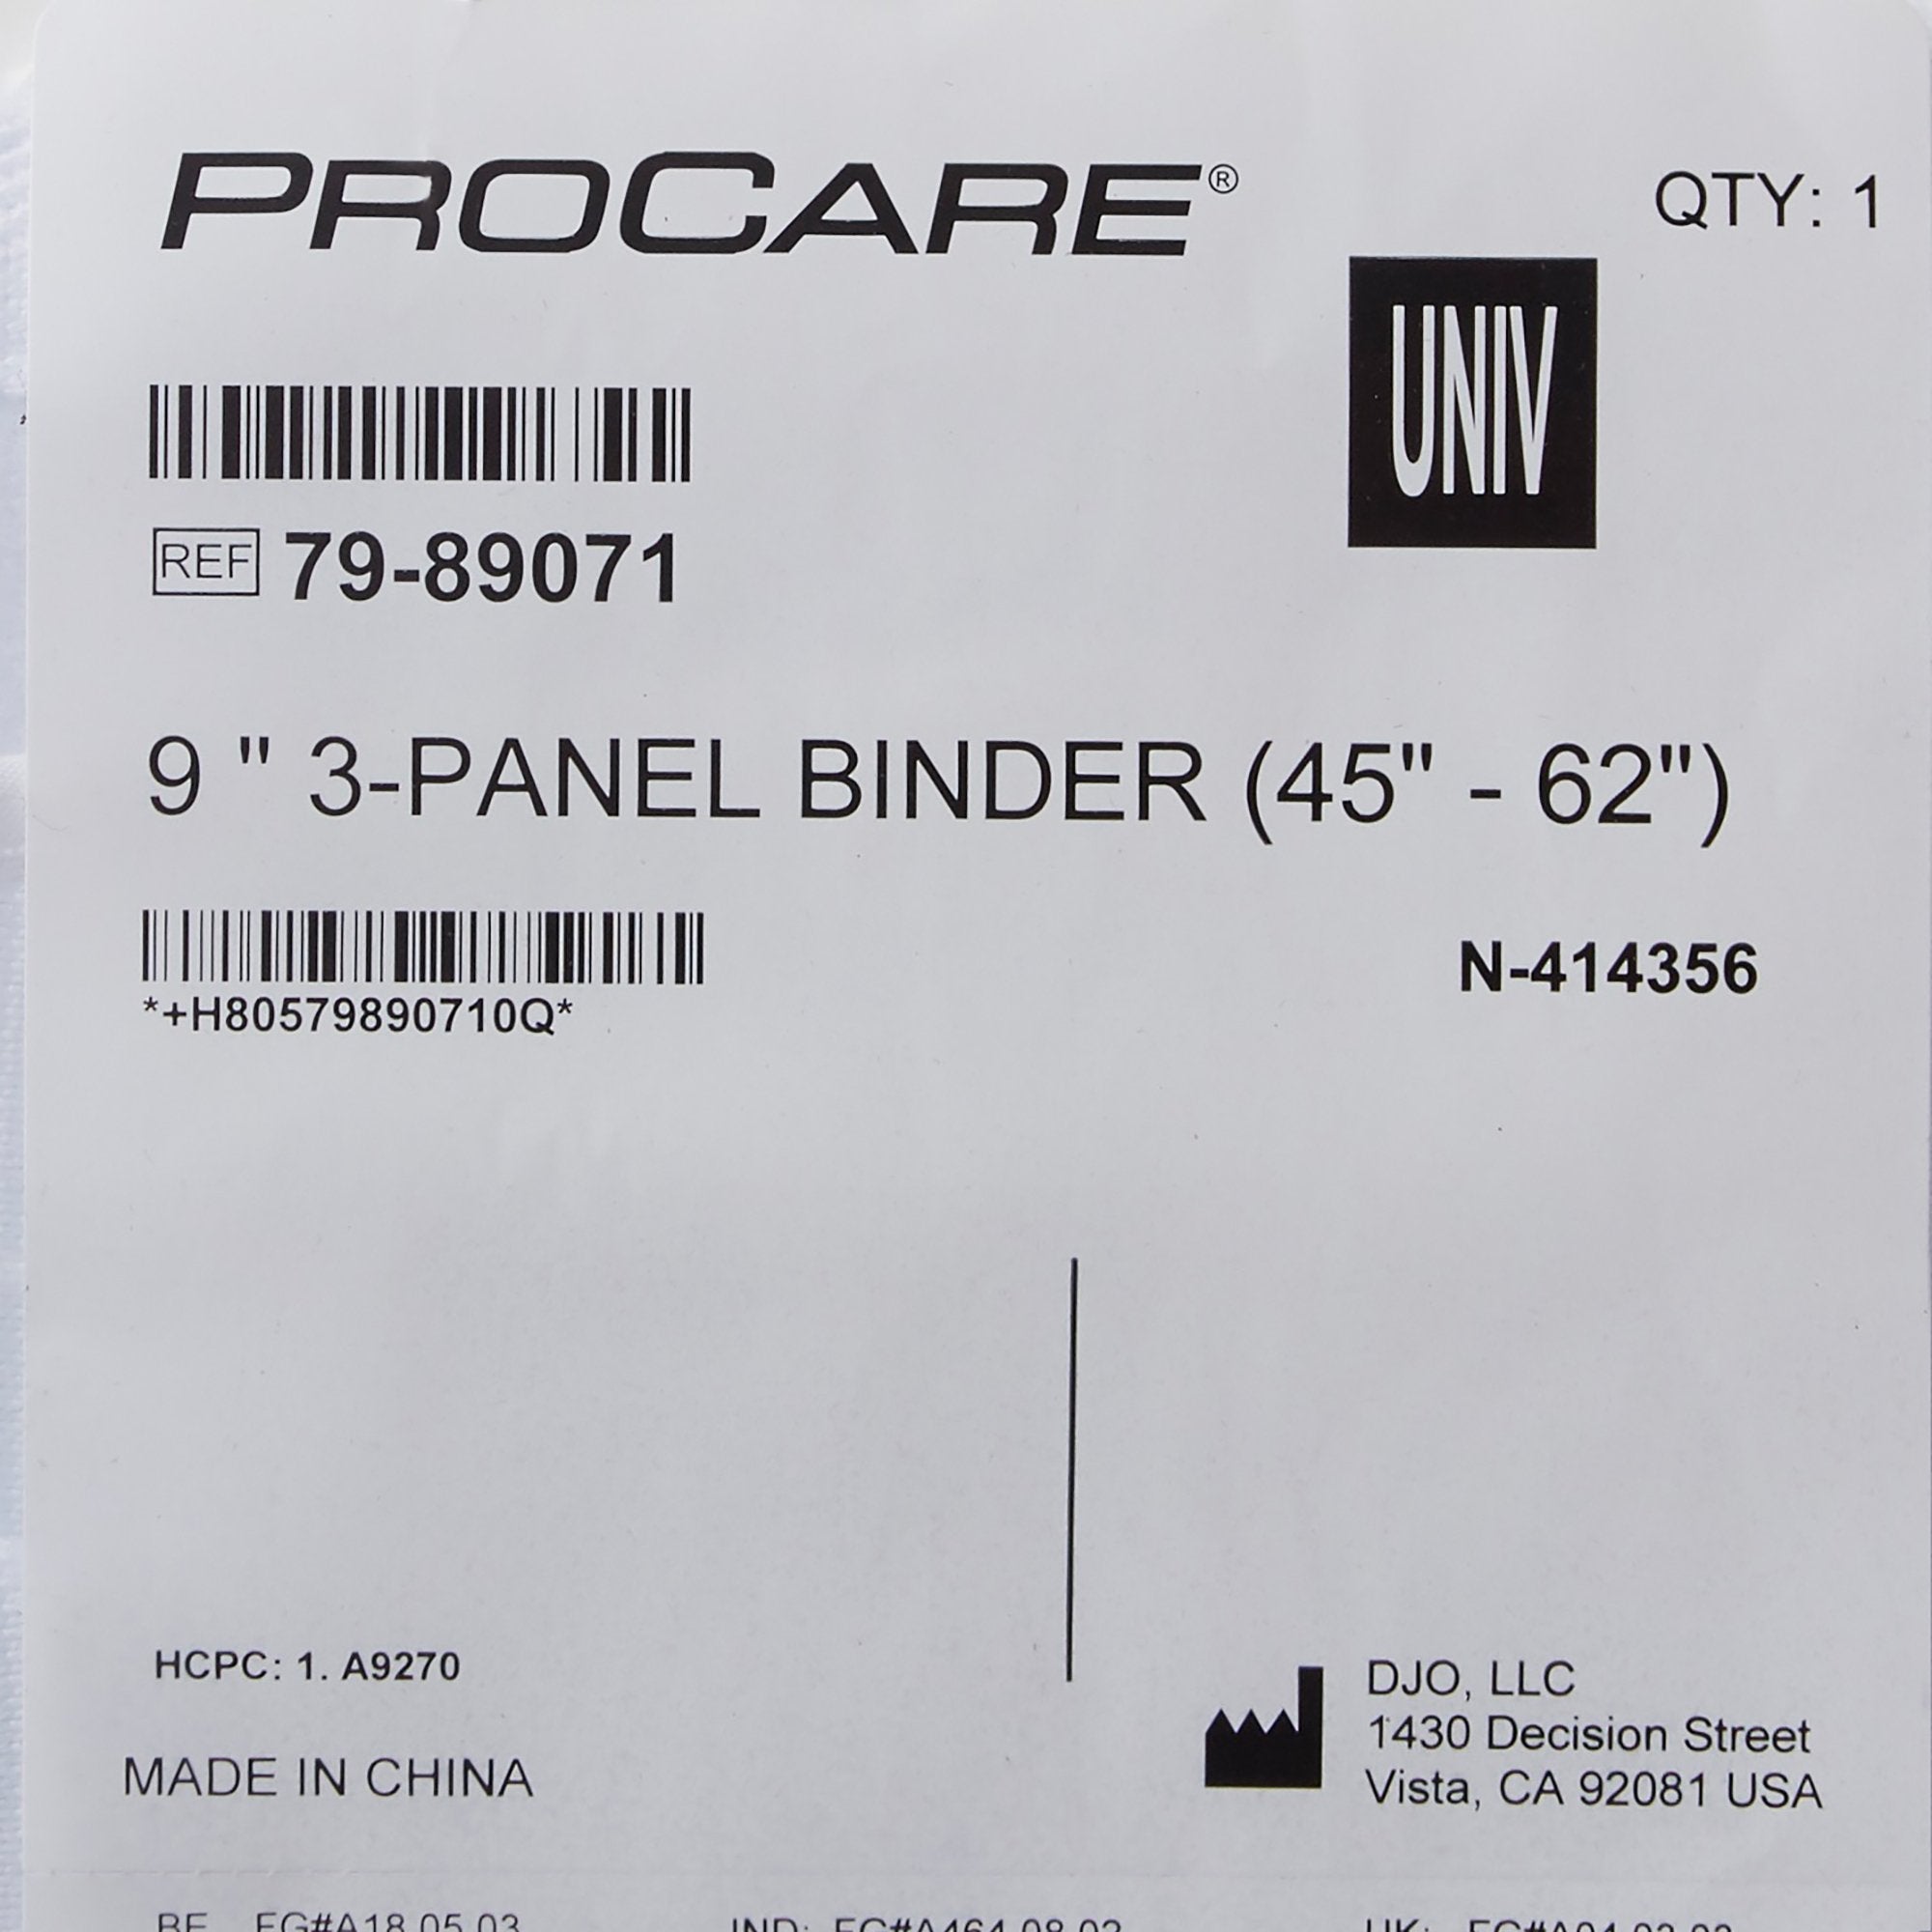 PROCARE®
QTY: 1
UNIV
REF 79-89071
9 " 3-PANEL BINDER (45" - 62")
*+H80579890710Q*
N-414356
HCPC: 1. A9270
MADE IN CHINA
DJO, LLC
1430 Decision Street
Vista, CA 92081 USA